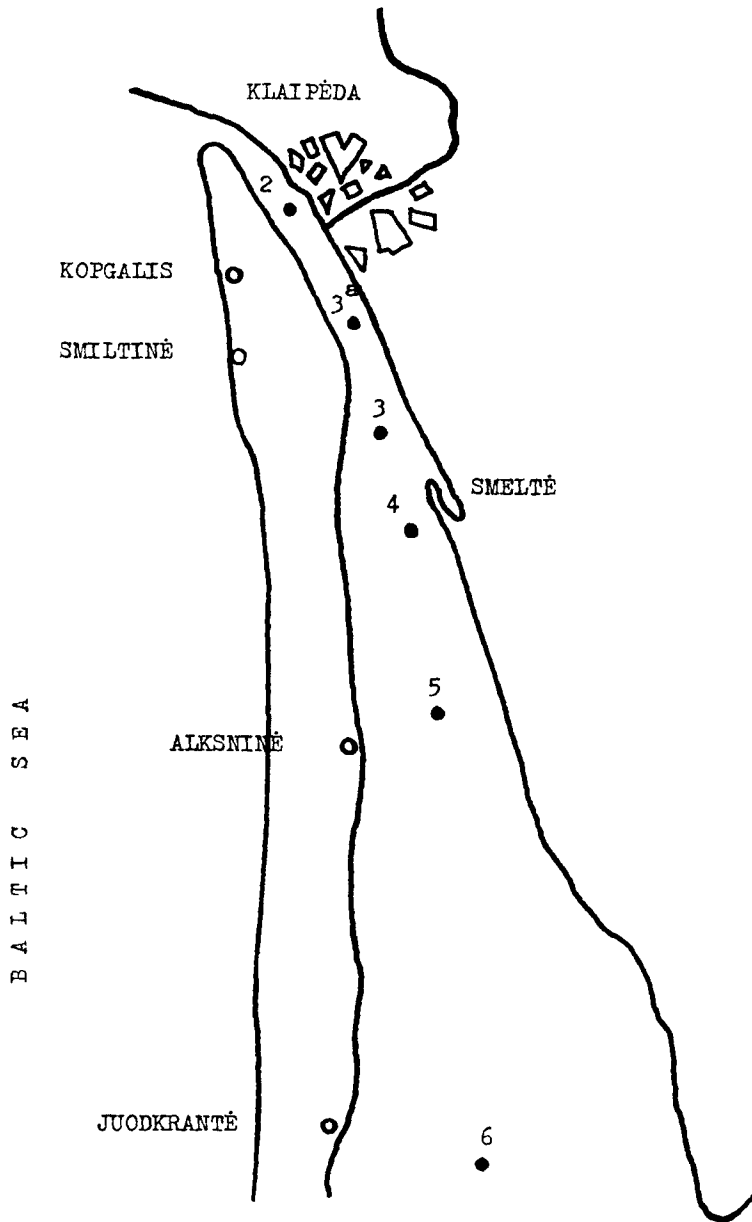 KLAIPĖDA
2
KOPGALIS
3a
SMILTINĖ
3
SMELTĖ
4
5
BALTIC SEA
ALKSNINĖ
JUODKRANTĖ
6